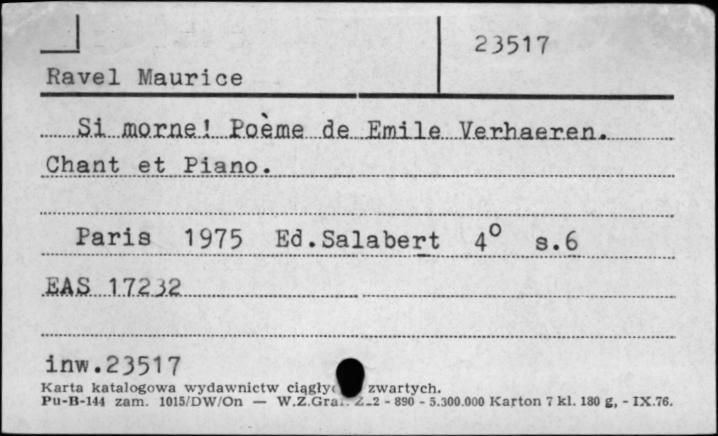 23517
Ravel Maurice
Si morne! Poème de Emile Verhaeren.
Chant et Piano.
Paris 1975 Ed.Salabert 4° s.6
EAS 17232
inw.23517
Karta katalogowa wydawnictw zwartych.
Pu-B-144 zam. 1015/DW/On — W.Z.Graf. Z-2 - 890 - 5.300.000 Karton 7 kl. 180 g, - IX.76.